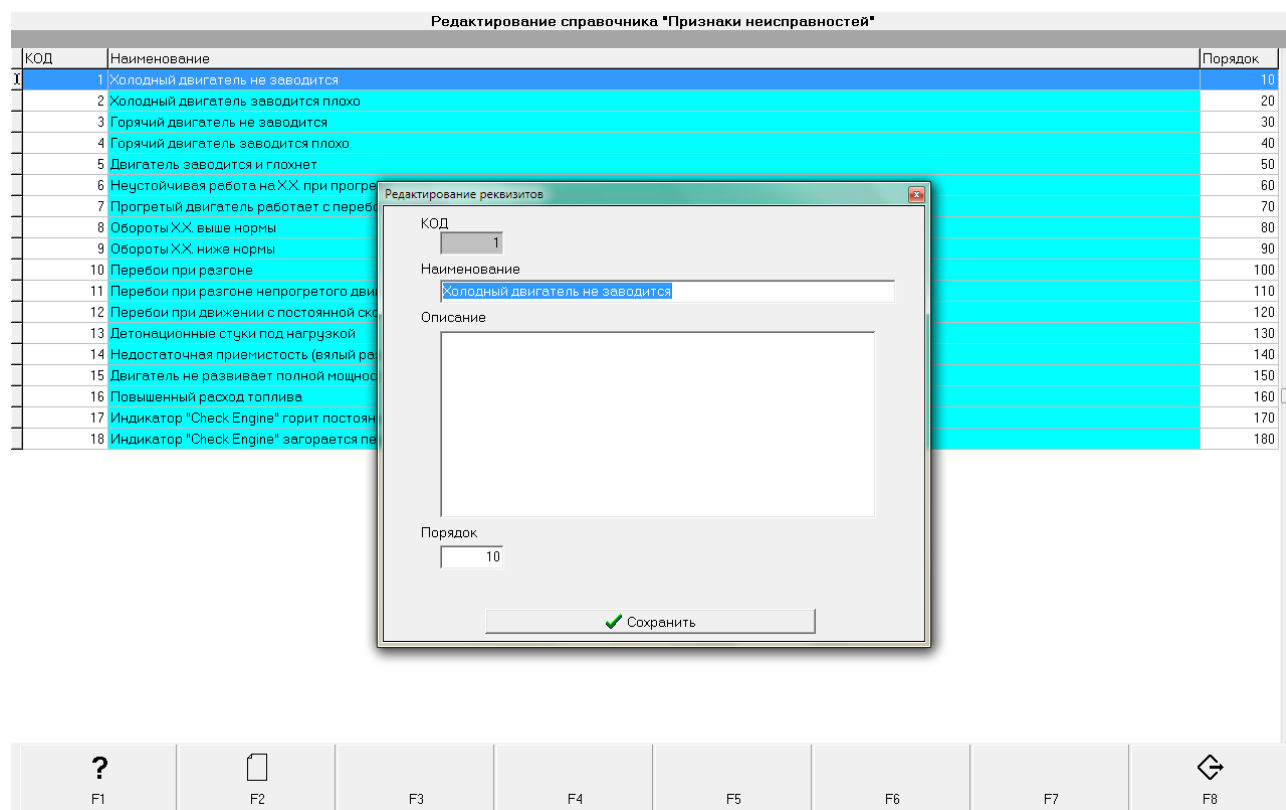 Редактирование справочника "Признаки неисправностей"
КОД Наименование Порядок
1 Холодный двигатель не заводится 10
2 Холодный двигатель заводится плохо 20
3 Горячий двигатель не заводится 30
4 Горячий двигатель заводится плохо 40
5 Двигатель заводится и глохнет 50
6 Неустойчивая работа на Х.Х. при прогре 60
7 Прогретый двигатель работает с перебо 70
8 Обороты Х.Х. выше нормы 80
9 Обороты Х.Х. ниже нормы 90
10 Перебои при разгоне 100
11 Перебои при разгоне непрогретого дви 110
12 Перебои при движении с постоянной ско 120
13 Детонационные стуки под нагрузкой 130
14 Недостаточная приемистость (вялый ра 140
15 Двигатель не развивает полной мощнос 150
16 Повышенный расход топлива 160
17 Индикатор "Check Engine" горит постоян 170
18 Индикатор "Check Engine" загорается пе 180
Редактирование реквизитов
КОД
1
Наименование
Холодный двигатель не заводится
Описание
Порядок
10
Сохранить
?
F1 F2 F3 F4 F5 F6 F7 F8